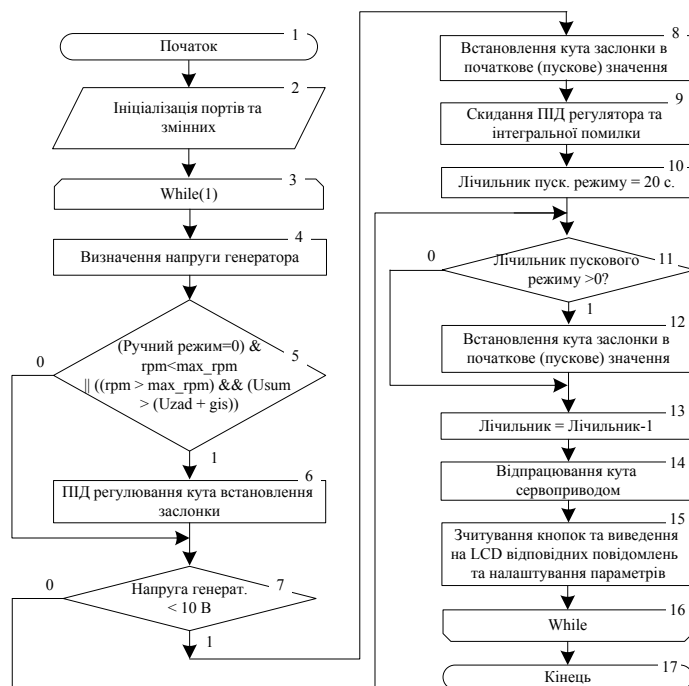 1
Початок
2
Ініціалізація портів та
змінних
3
While(1)
4
Визначення напруги генератора
0
5
(Ручний режим=0) &
rpm<max_rpm
|| ((rpm > max_rpm) && (Usum
> (Uzad + gis))
1
6
ПІД регулювання кута встановлення
заслонки
0
7
Напруга генерат.
< 10 В
1
8
Встановлення кута заслонки в
початкове (пускове) значення
9
Скидання ПІД регулятора та
інтегральної помилки
10
Лічильник пуск. режиму = 20 с.
0
11
Лічильник пускового
режиму >0?
1
12
Встановлення кута заслонки в
початкове (пускове) значення
13
Лічильник = Лічильник-1
14
Відпрацювання кута
сервоприводом
15
Зчитування кнопок та виведення
на LCD відповідних повідомлень
та налаштування параметрів
16
While
17
Кінець